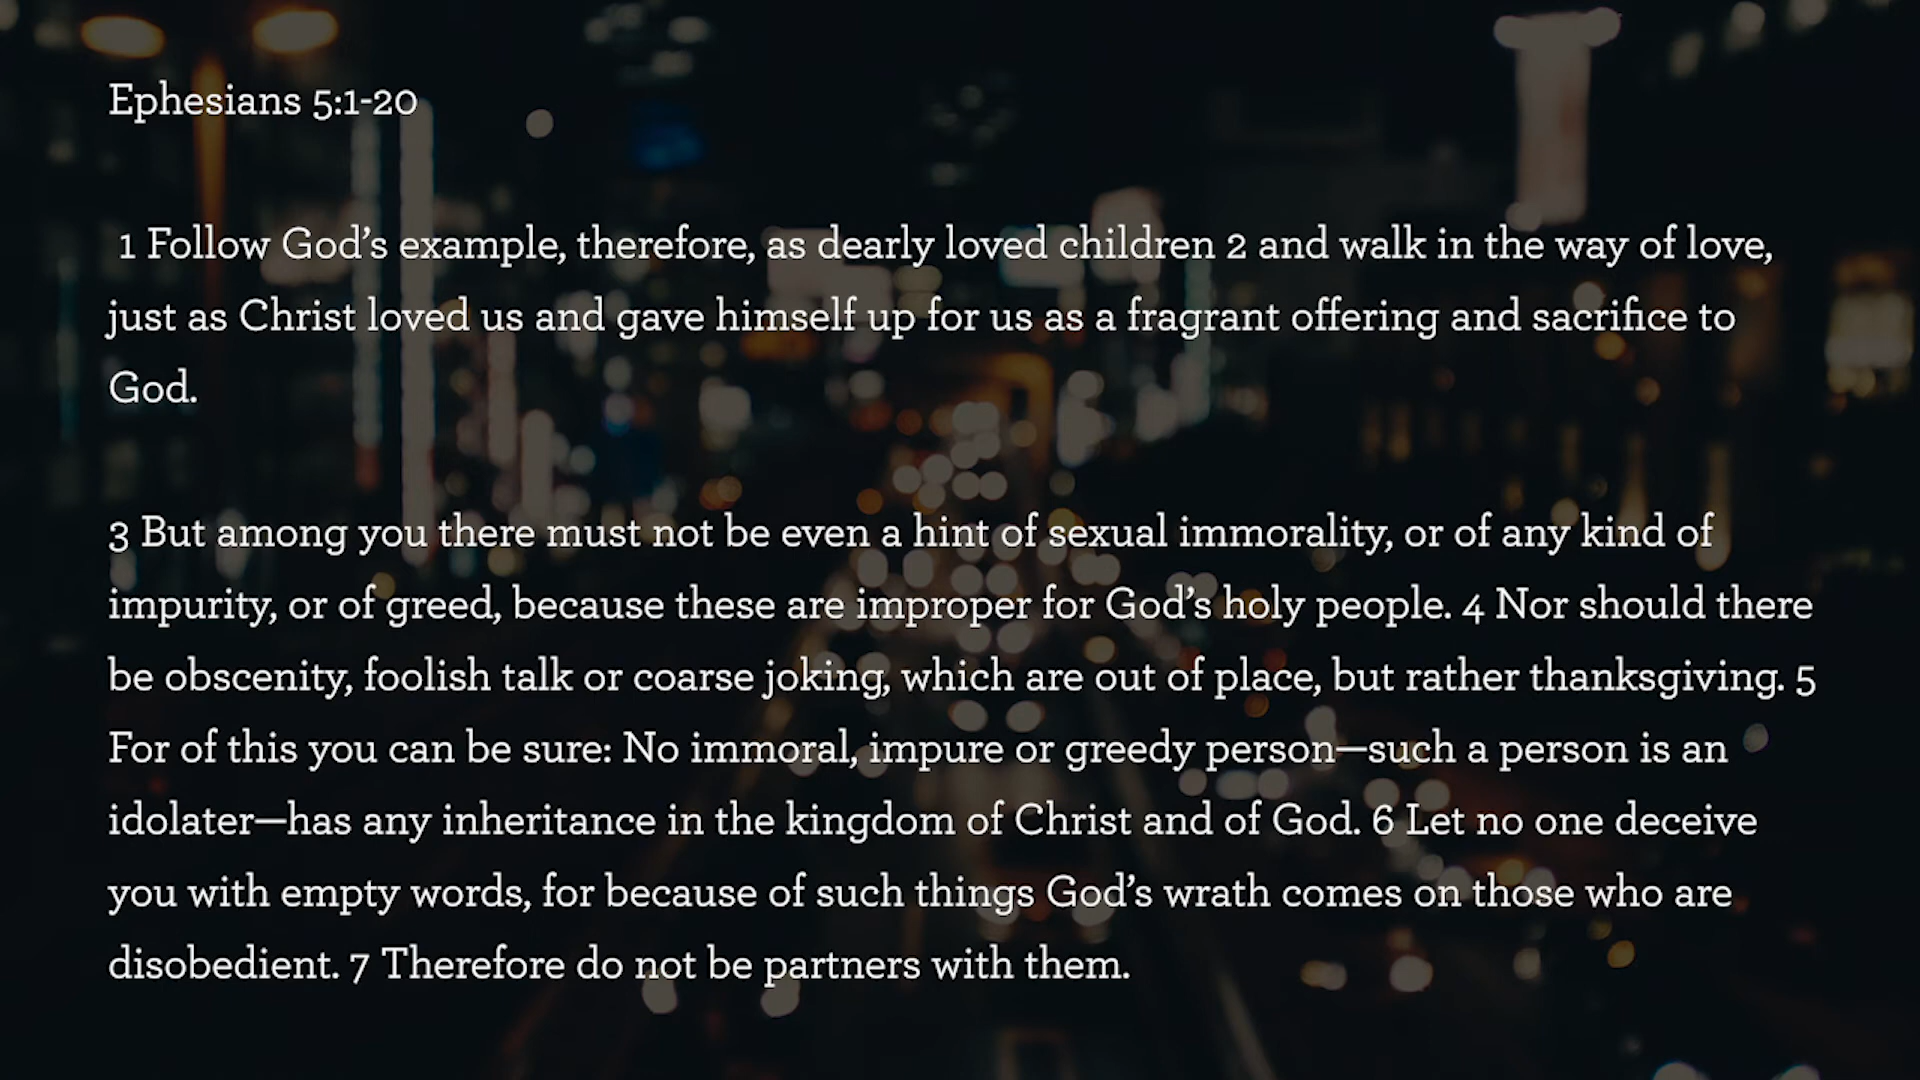 Ephesians 5:1-20
1 Follow God’s example, therefore, as dearly loved children 2 and walk in the way of love,
just as Christ loved us and gave himself up for us as a fragrant offering and sacrifice to
God.
3 But among you there must not be even a hint of sexual immorality, or of any kind of
impurity, or of greed, because these are improper for God’s holy people. 4 Nor should there
be obscenity, foolish talk or coarse joking, which are out of place, but rather thanksgiving. 5
For of this you can be sure: No immoral, impure or greedy person—such a person is an
idolater—has any inheritance in the kingdom of Christ and of God. 6 Let no one deceive
you with empty words, for because of such things God’s wrath comes on those who are
disobedient. 7 Therefore do not be partners with them.